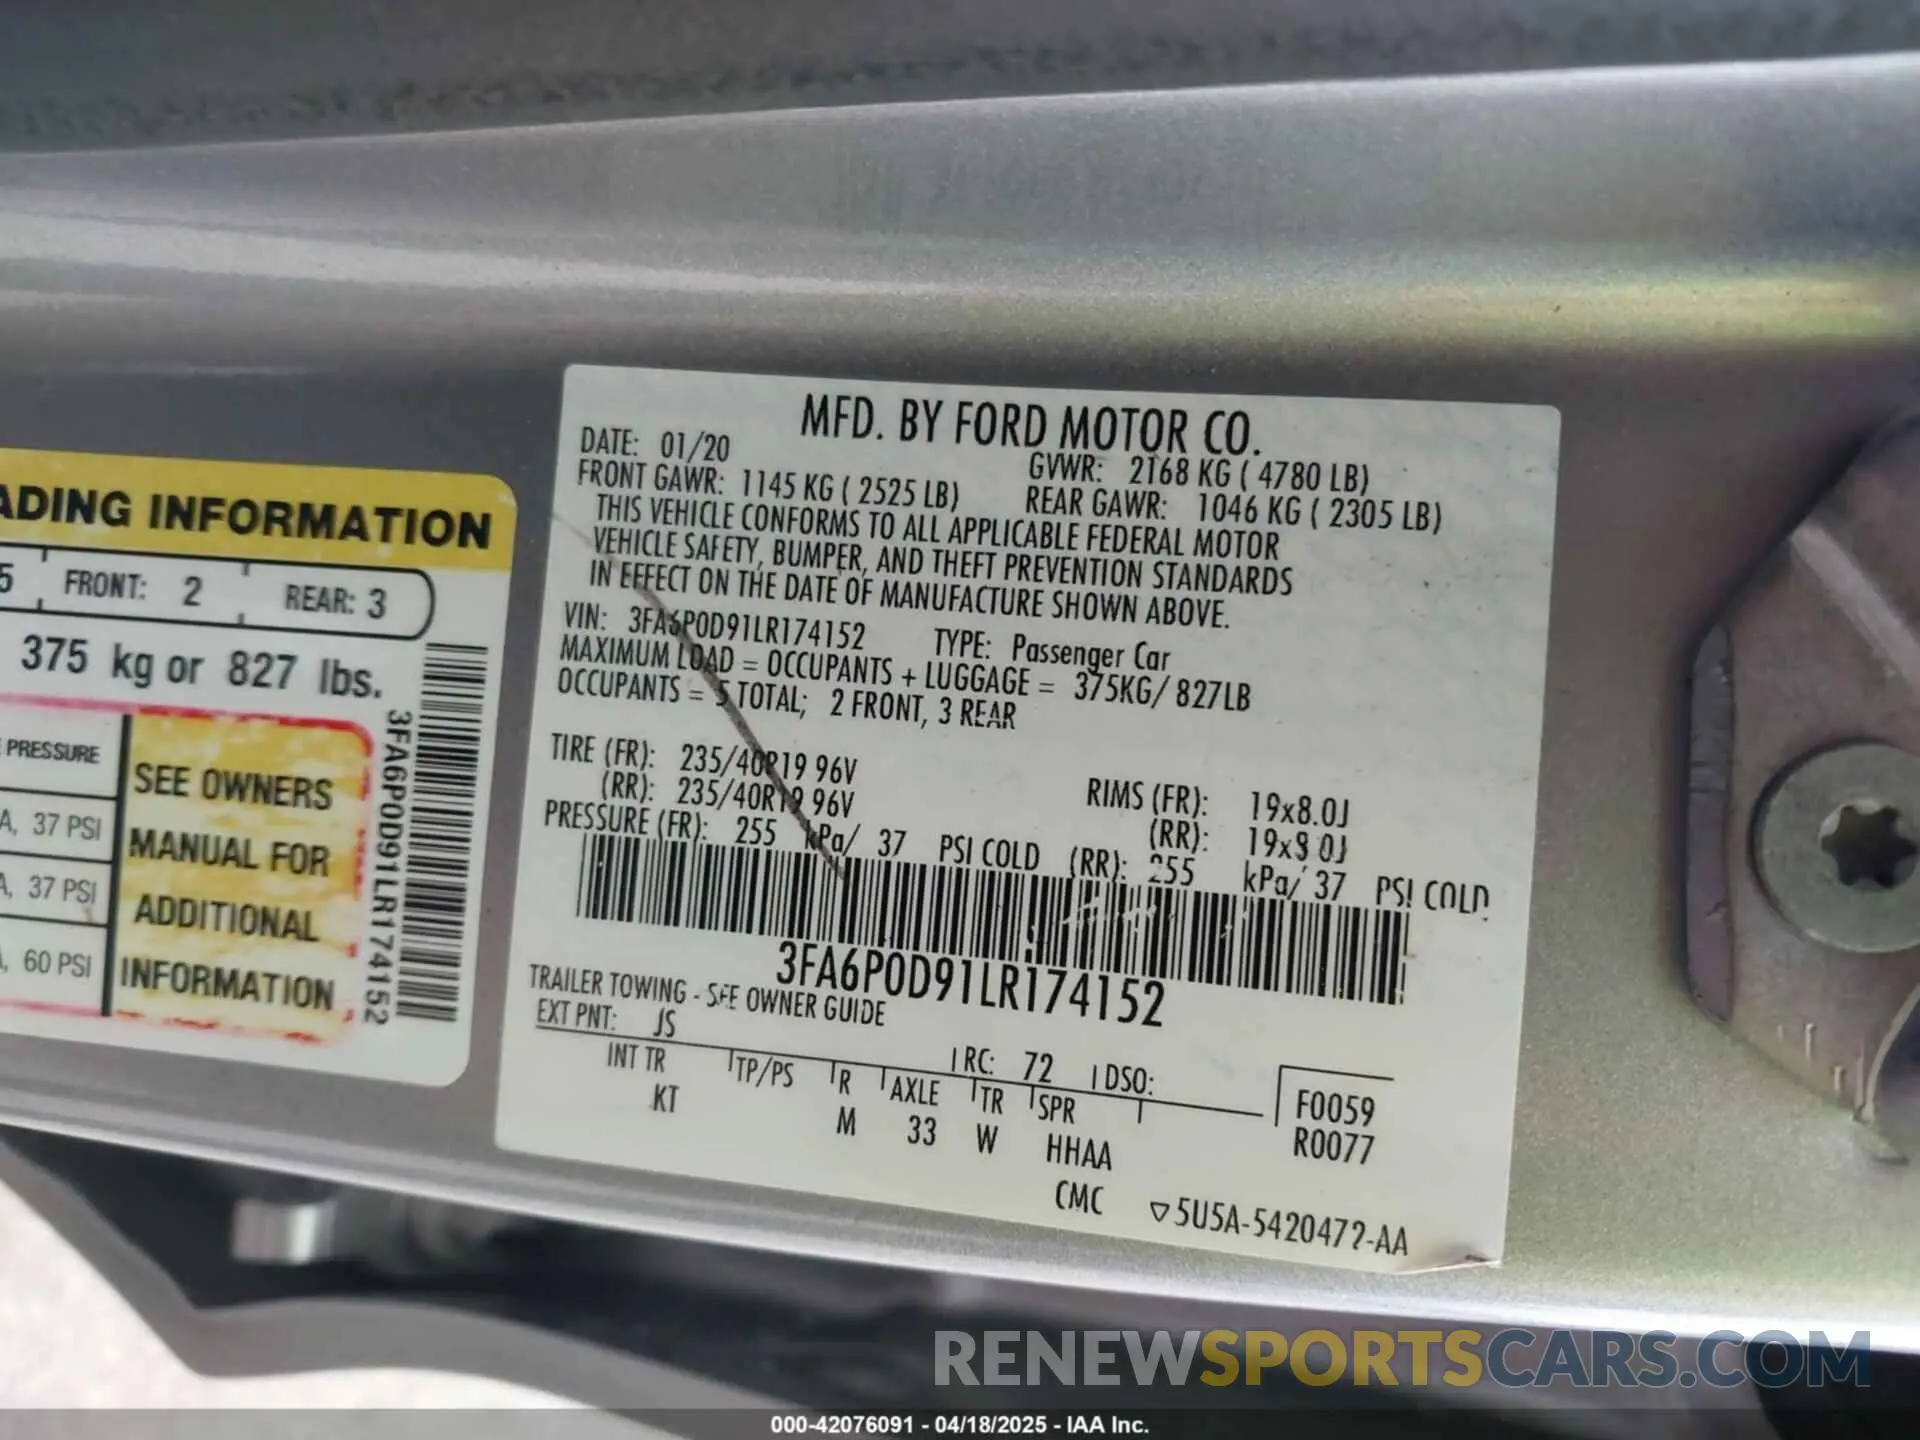 MFD. BY FORD MOTOR CO.
DATE: 01/20
GVWR: 2168 KG ( 4780 LB)
FRONT GAWR: 1145 KG ( 2525 LB)
REAR GAWR: 1046 KG ( 2305 LB)
THIS VEHICLE CONFORMS TO ALL APPLICABLE FEDERAL MOTOR
VEHICLE SAFETY, BUMPER, AND THEFT PREVENTION STANDARDS
IN EFFECT ON THE DATE OF MANUFACTURE SHOWN ABOVE.
VIN: 3FA6P0D91LR174152 TYPE: Passenger Car
MAXIMUM LOAD = OCCUPANTS + LUGGAGE = 375KG/ 827LB
OCCUPANTS = 5 TOTAL; 2 FRONT, 3 REAR
TIRE (FR): 235/40R19 96V
RIMS (FR): 19x8.0J
(RR): 235/40R19 96V
(RR): 19x8.0J
PRESSURE (FR): 255 kPa/ 37 PSI COLD (RR): 255 kPa/ 37 PSI COLD
3FA6P0D91LR174152
TRAILER TOWING - SEE OWNER GUIDE
EXT PNT: JS
RC: 72 DSO:
INT TR TP/PS R AXLE TR SPR
KT M 33 W HHAA
CMC
F0059
R0077
▽5U5A-5420472-AA
ADING INFORMATION
5 FRONT: 2 REAR: 3
375 kg or 827 lbs.
PRESSURE
A, 37 PSI
A, 37 PSI
A, 60 PSI
SEE OWNERS
MANUAL FOR
ADDITIONAL
INFORMATION
3FA6P0D91LR174152
RENEWSPORTSCARS.COM
000-42076091 - 04/18/2025 - IAA Inc.